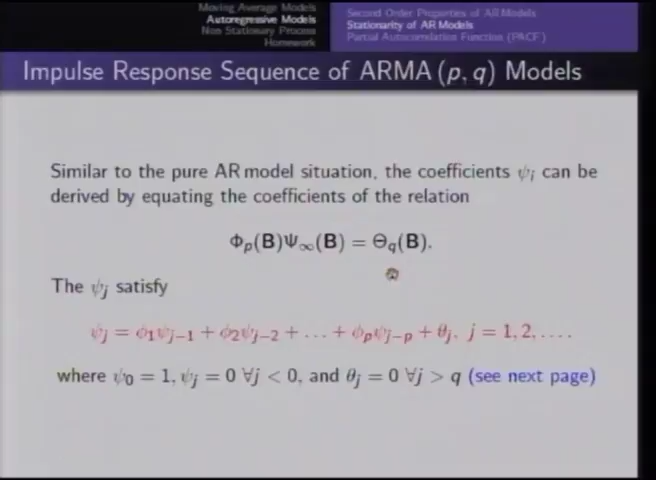 Moving Average Models
Autoregressive Models
Non Stationary Process
Homework
Second Order Properties of AR Models
Stationarity of AR Models
Partial Autocorrelation Function (PACF)
Impulse Response Sequence of ARMA (p, q) Models
Similar to the pure AR model situation, the coefficients ψj can be
derived by equating the coefficients of the relation
Φp(B)Ψ∞(B) = Θq(B).
The ψj satisfy
ψj = ϕ1ψj−1 + ϕ2ψj−2 + . . . + ϕpψj−p + θj, j = 1, 2, . . . .
where ψ0 = 1, ψj = 0 ∀j < 0, and θj = 0 ∀j > q (see next page)